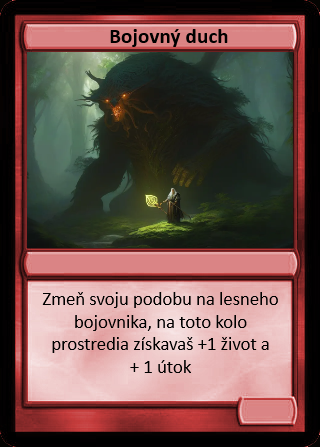 Bojovný duch
Zmeň svoju podobu na lesneho
bojovnika, na toto kolo
prostredia získavaš +1 život a
+ 1 útok